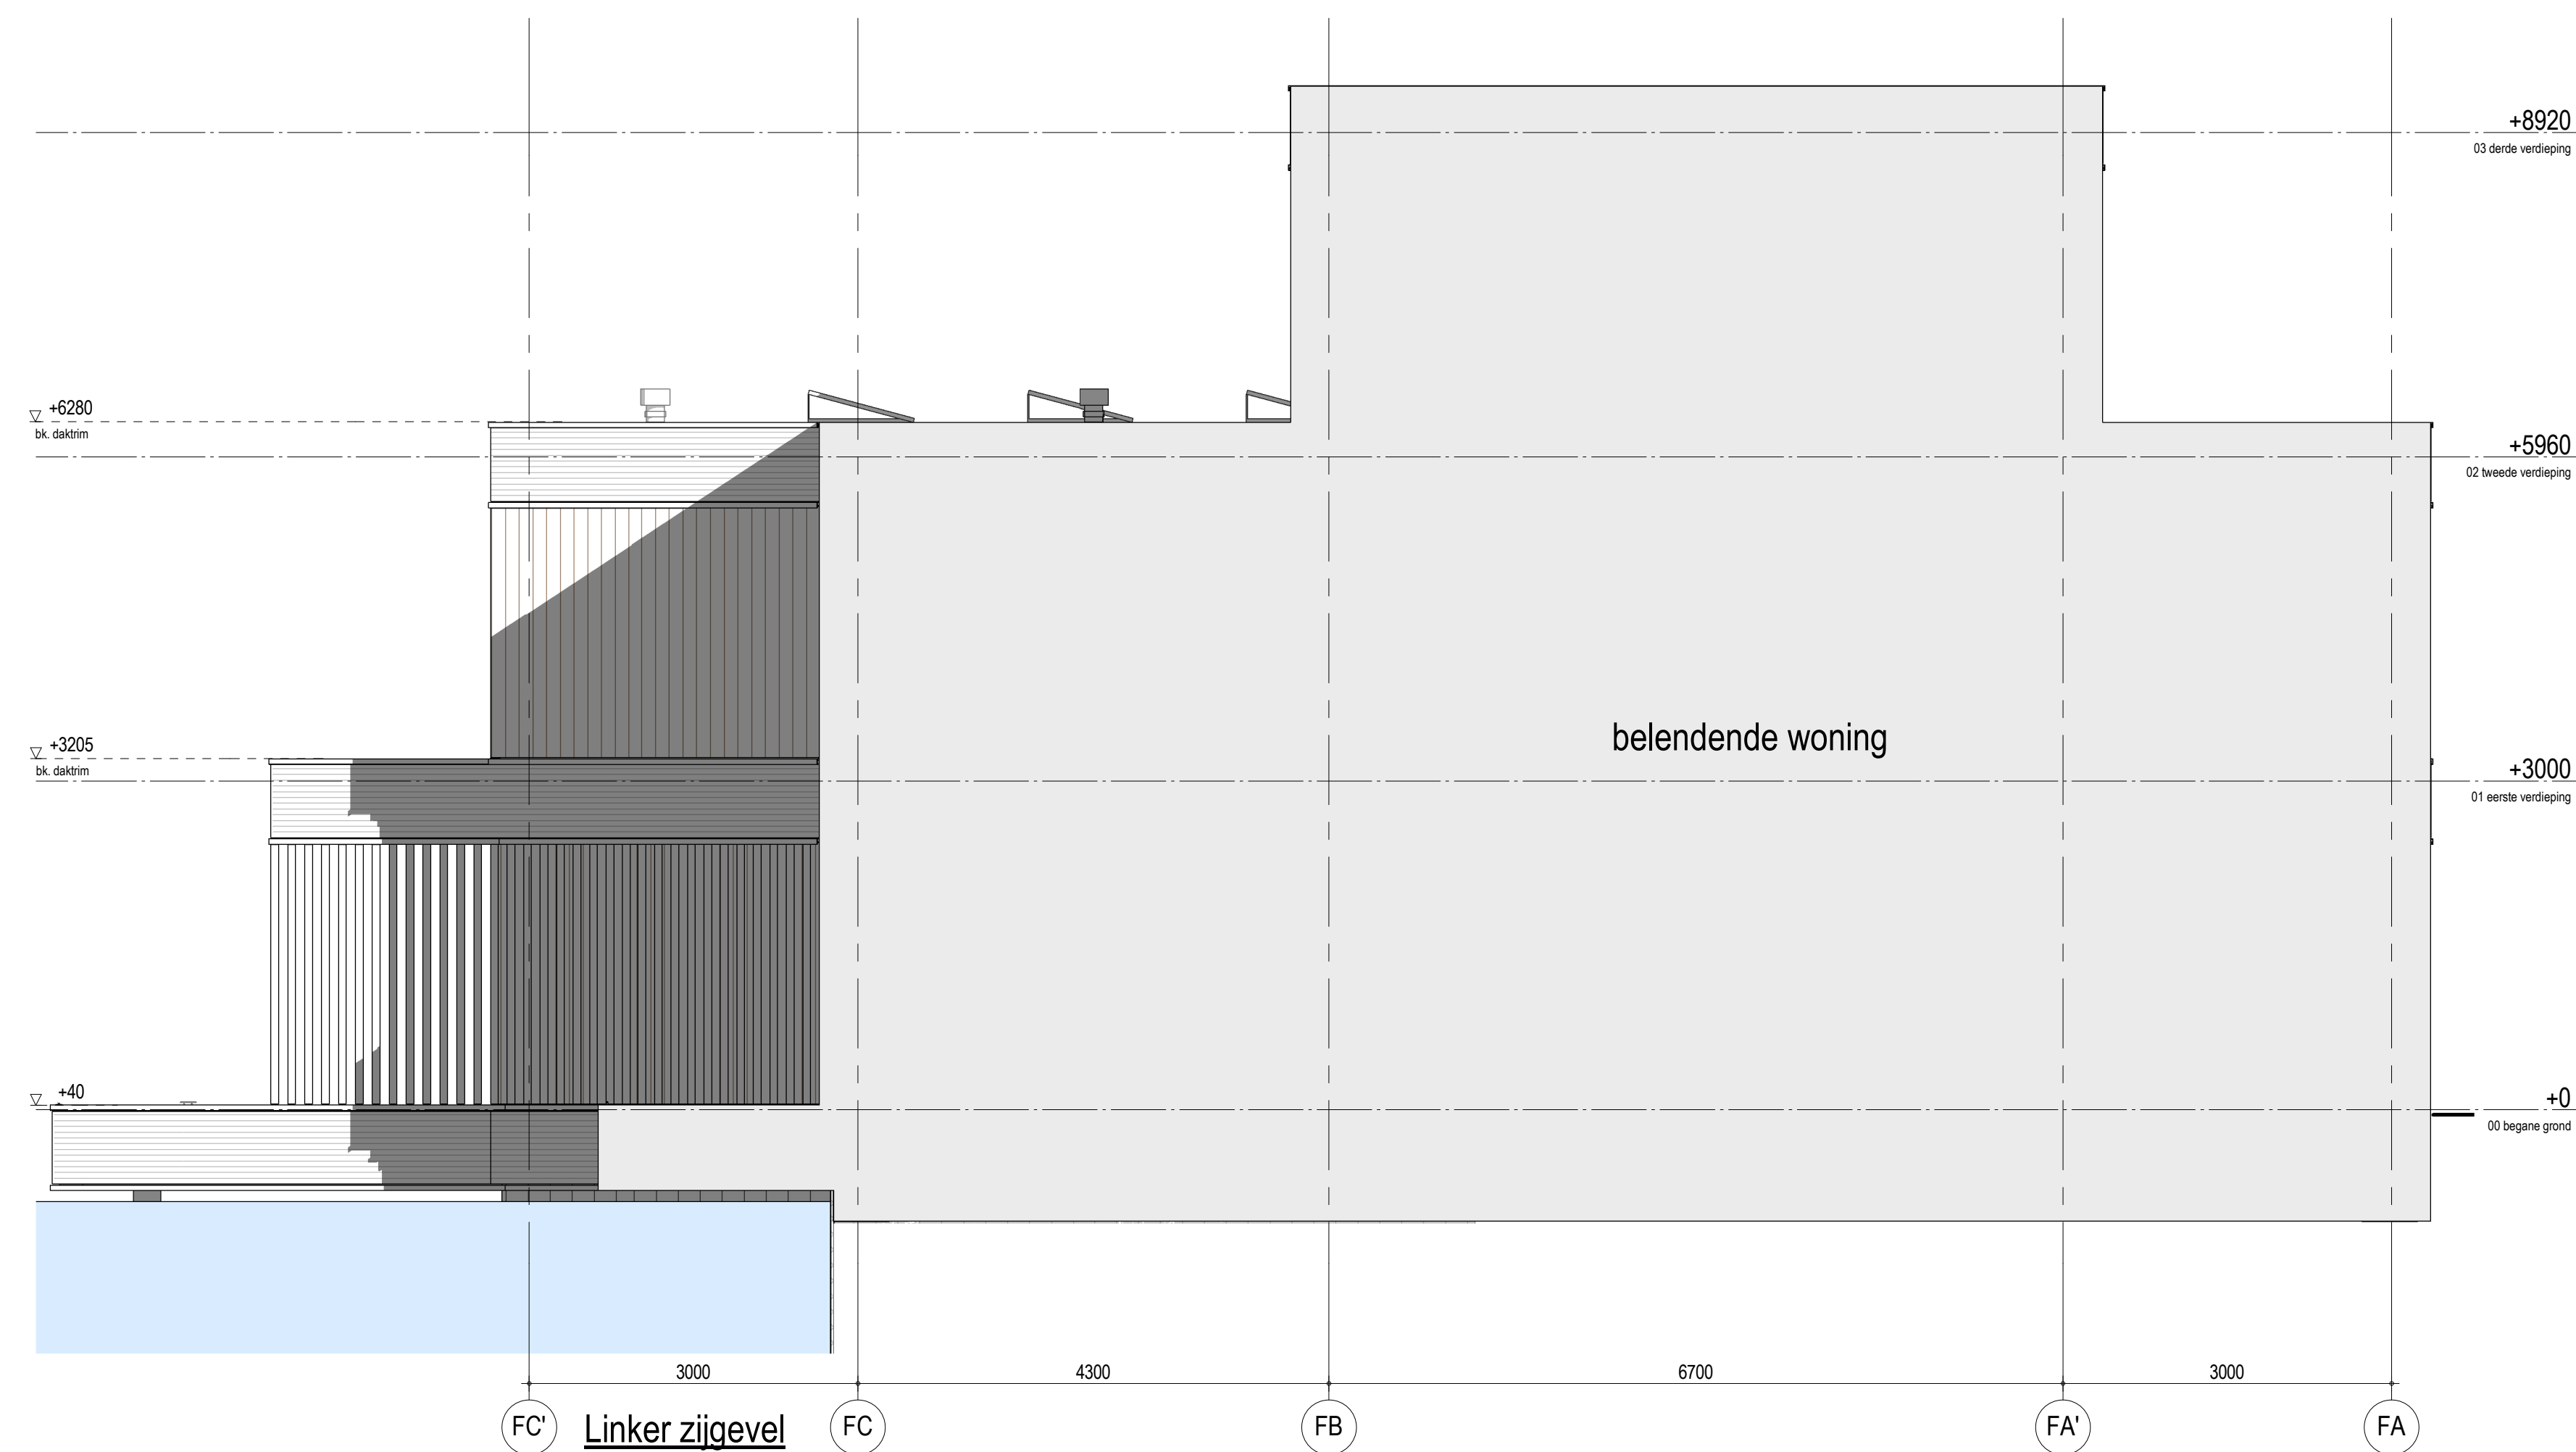 +8920
03 derde verdieping
+6280
bk. daktrim
+5960
02 tweede verdieping
belendende woning
+3205
bk. daktrim
+3000
01 eerste verdieping
+40
+0
00 begane grond
3000
4300
6700
3000
FC'
Linker zijgevel
FC
FB
FA'
FA